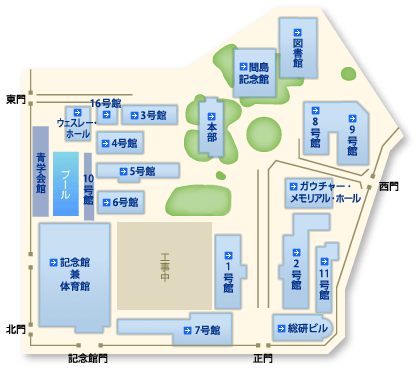 図書館
間島
記念館
東門
16号館
3号館
ウェスレー・
ホール
本部
8号館
9号館
4号館
青学会館
プール
10号館
5号館
西門
ガウチャー・
メモリアル・ホール
6号館
記念館
兼
体育館
工事中
1号館
2号館
11号館
北門
7号館
総研ビル
記念館門
正門